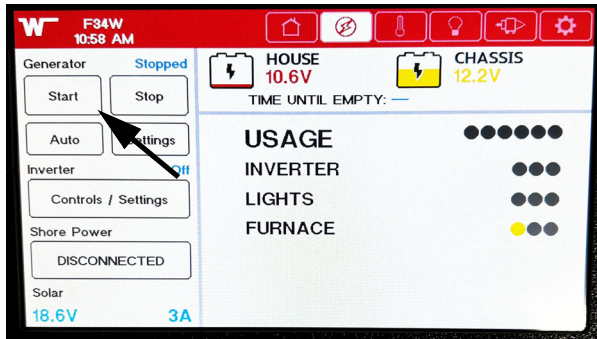 F34W
10:58 AM
Generator Stopped
Start Stop
Auto ettings
Inverter Off
Controls / Settings
Shore Power
DISCONNECTED
Solar
18.6V 3A
HOUSE
10.6V
CHASSIS
12.2V
TIME UNTIL EMPTY: —
USAGE
INVERTER
LIGHTS
FURNACE